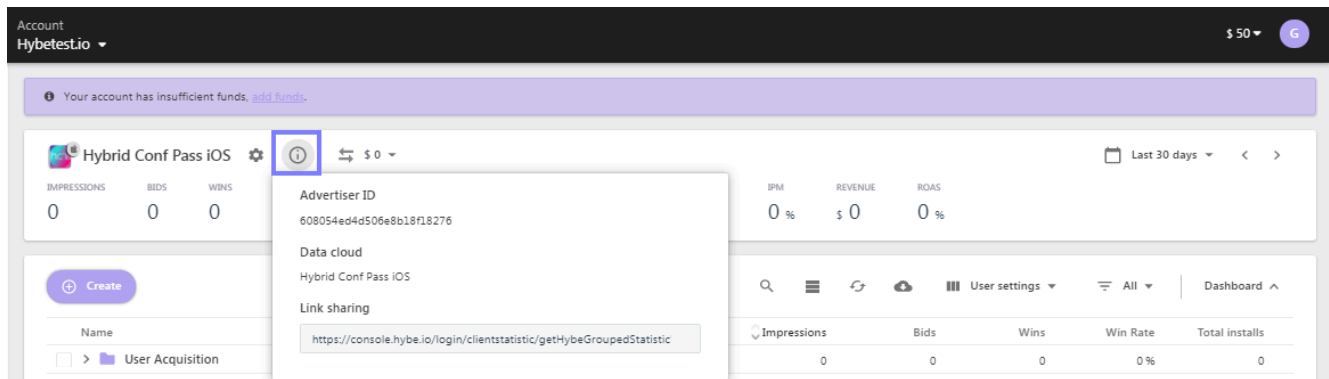 Account
Hybetest.io
$ 50
G
Your account has insufficient funds, add funds.
Hybrid Conf Pass iOS
$ 0
Last 30 days
IMPRESSIONS BIDS WINS IPM REVENUE ROAS
0 0 0 0 % $ 0 0 %
Advertiser ID
608054ed4d506e8b18f18276
Data cloud
Hybrid Conf Pass iOS
Link sharing
https://console.hybe.io/login/clientstatistic/getHybeGroupedStatistic
Create
User settings All Dashboard
Name Impressions Bids Wins Win Rate Total installs
User Acquisition 0 0 0 0 % 0